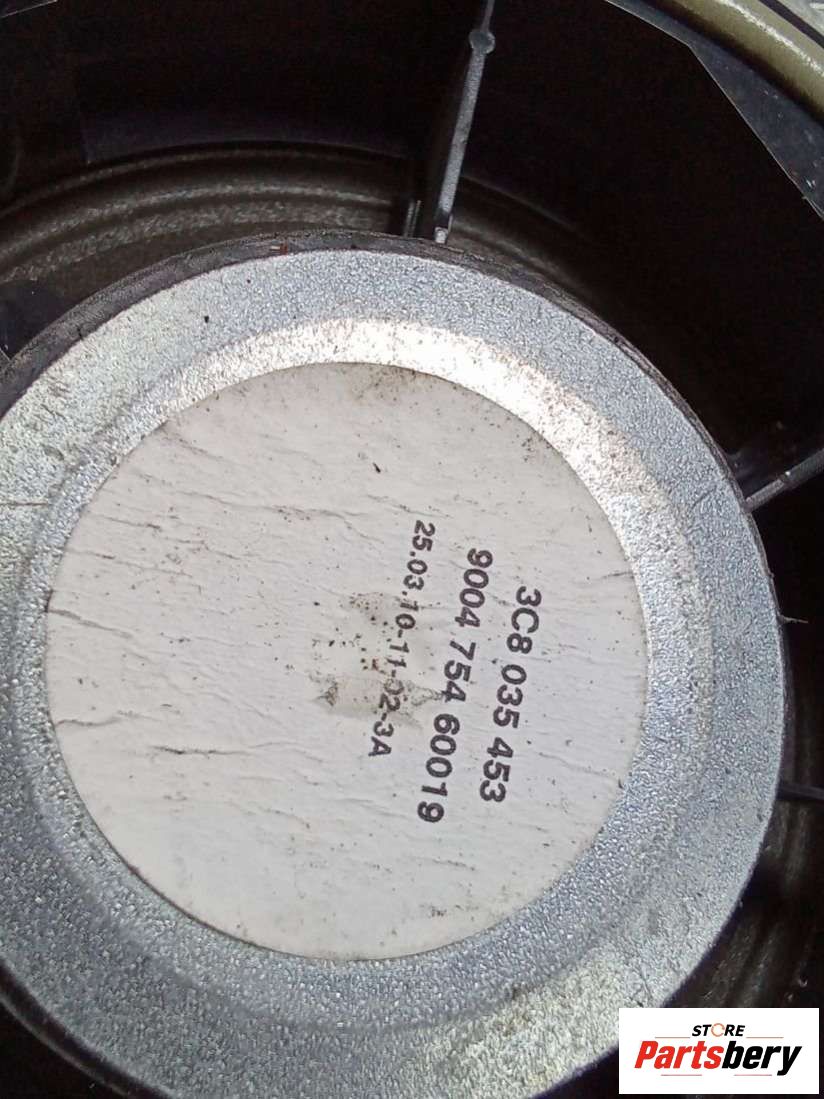 3C8 035 453
9004 754 60019
25.03.10-11-02-3A
STORE
Partsbery